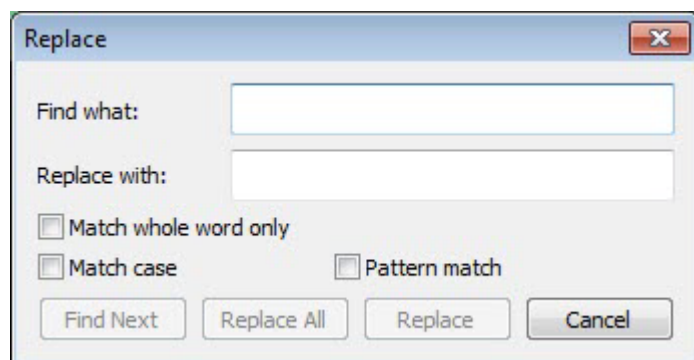 Replace
Find what:
Replace with:
Match whole word only
Match case Pattern match
Find Next Replace All Replace Cancel